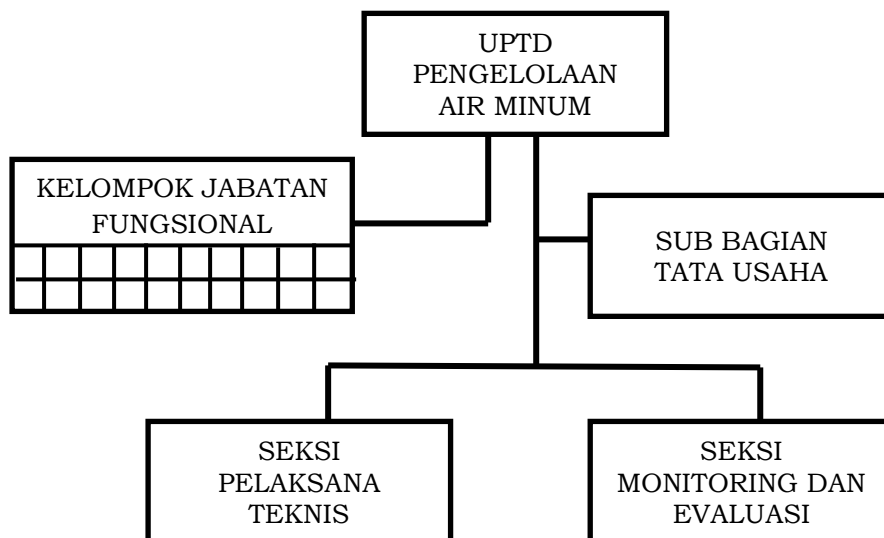 UPTD
PENGELOLAAN
AIR MINUM
KELOMPOK JABATAN
FUNGSIONAL
SUB BAGIAN
TATA USAHA
SEKSI
PELAKSANA
TEKNIS
SEKSI
MONITORING DAN
EVALUASI